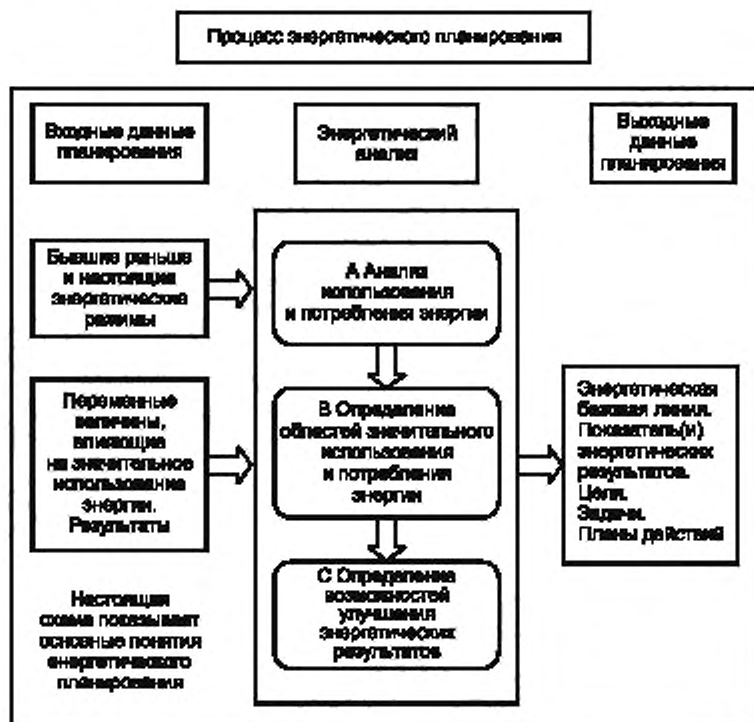 Процесс энергетического планирования
Входные данные
планирования
Энергетический
анализ
Выходные
данные
планирования
Бывшие раньше
и настоящие
энергетические
режимы
А Анализ
использования
и потребления энергии
Переменные
величины,
влияющие
на значительное
использование
энергии.
Результаты
В Определение
областей значительного
использования
и потребления
энергии
Энергетическая
базовая линия.
Показатель(и)
энергетических
результатов.
Цели.
Задачи.
Планы действий
С Определение
возможностей
улучшения
энергетических
результатов
Настоящая
схема показывает
основные понятия
энергетического
планирования